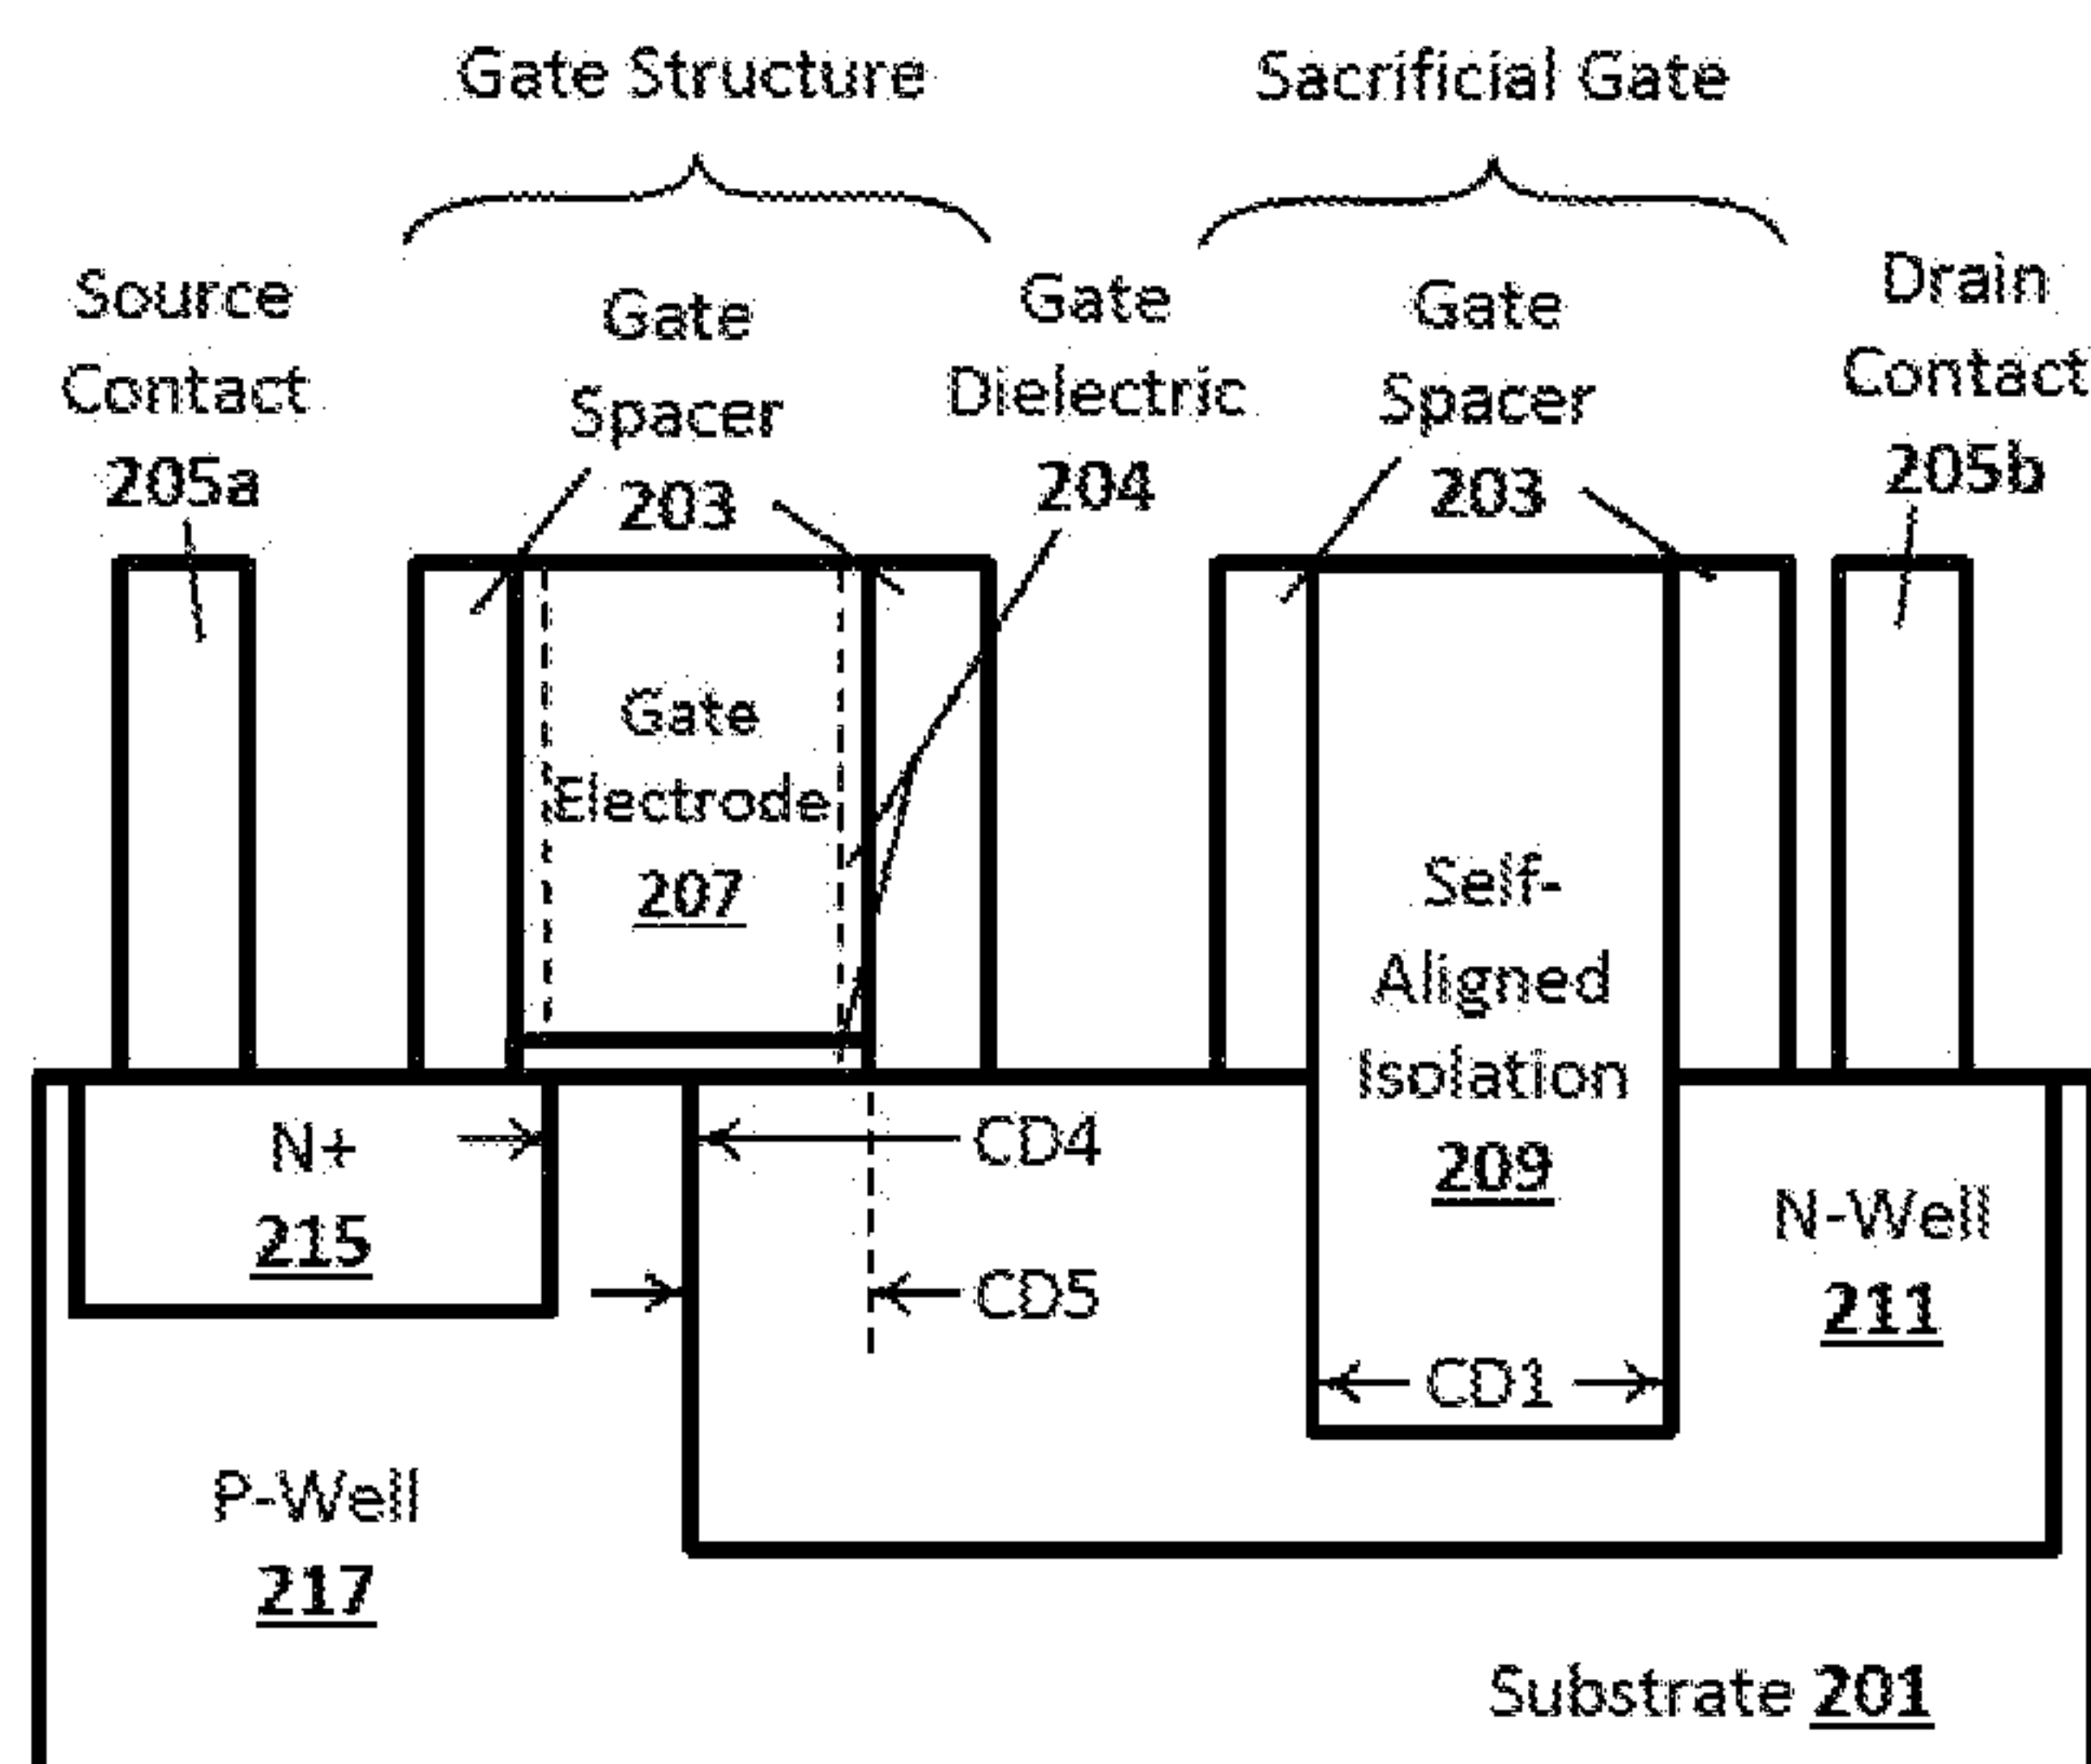 Gate Structure
Sacrificial Gate
Source
Contact
205a
Gate
Spacer
203
Gate
Dielectric
204
Gate
Spacer
203
Drain
Contact
205b
Gate
Electrode
207
Self-
Aligned
Isolation
209
N+
215
CD4
CD5
CD1
N-Well
211
P-Well
217
Substrate 201